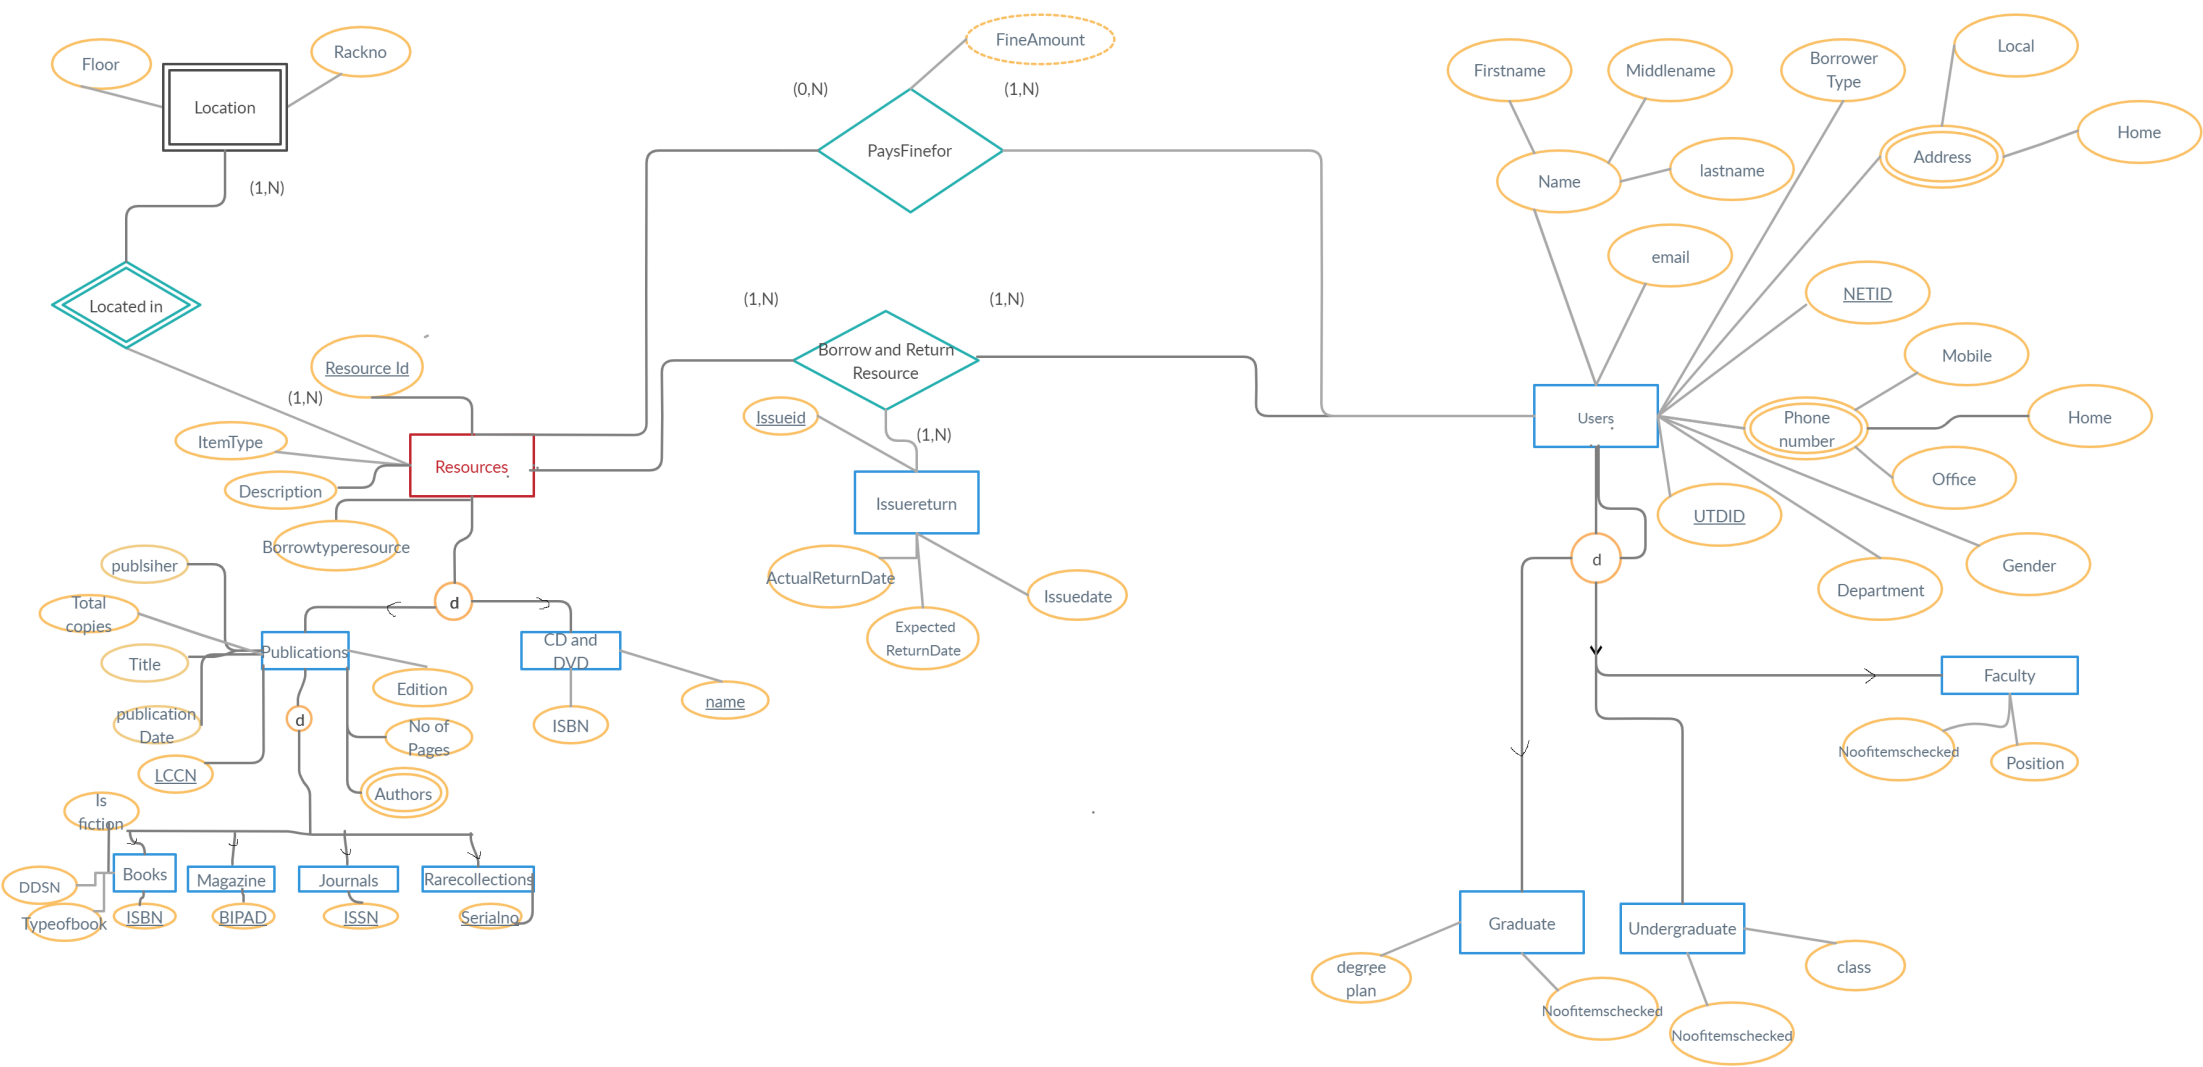 Floor
Rackno
Location
(1,N)
Located in
(1,N)
FineAmount
(0,N)
(1,N)
PaysFinefor
(1,N)
(1,N)
Borrow and Return
Resource
(1,N)
Issueid
Issuereturn
ActualReturnDate
Expected
ReturnDate
Issuedate
Resource Id
ItemType
Description
Resources
Borrowtyperesource
d
publsiher
Total
copies
Title
publication
Date
LCCN
Publications
Edition
No of
Pages
Authors
d
CD and
DVD
ISBN
name
Is
fiction
DDSN
Typeofbook
Books
ISBN
Magazine
BIPAD
Journals
ISSN
Rarecollections
Serialno
Firstname
Middlename
lastname
Name
email
Borrower
Type
Local
Home
Address
NETID
Mobile
Phone
number
Home
Office
Users
UTDID
Gender
Department
d
Faculty
Noofitemschecked
Position
Graduate
degree
plan
Noofitemschecked
Undergraduate
class
Noofitemschecked